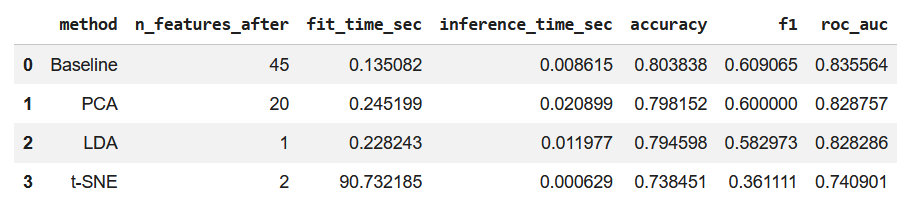 method n_features_after fit_time_sec inference_time_sec accuracy f1 roc_auc
0 Baseline 45 0.135082 0.008615 0.803838 0.609065 0.835564
1 PCA 20 0.245199 0.020899 0.798152 0.600000 0.828757
2 LDA 1 0.228243 0.011977 0.794598 0.582973 0.828286
3 t-SNE 2 90.732185 0.000629 0.738451 0.361111 0.740901